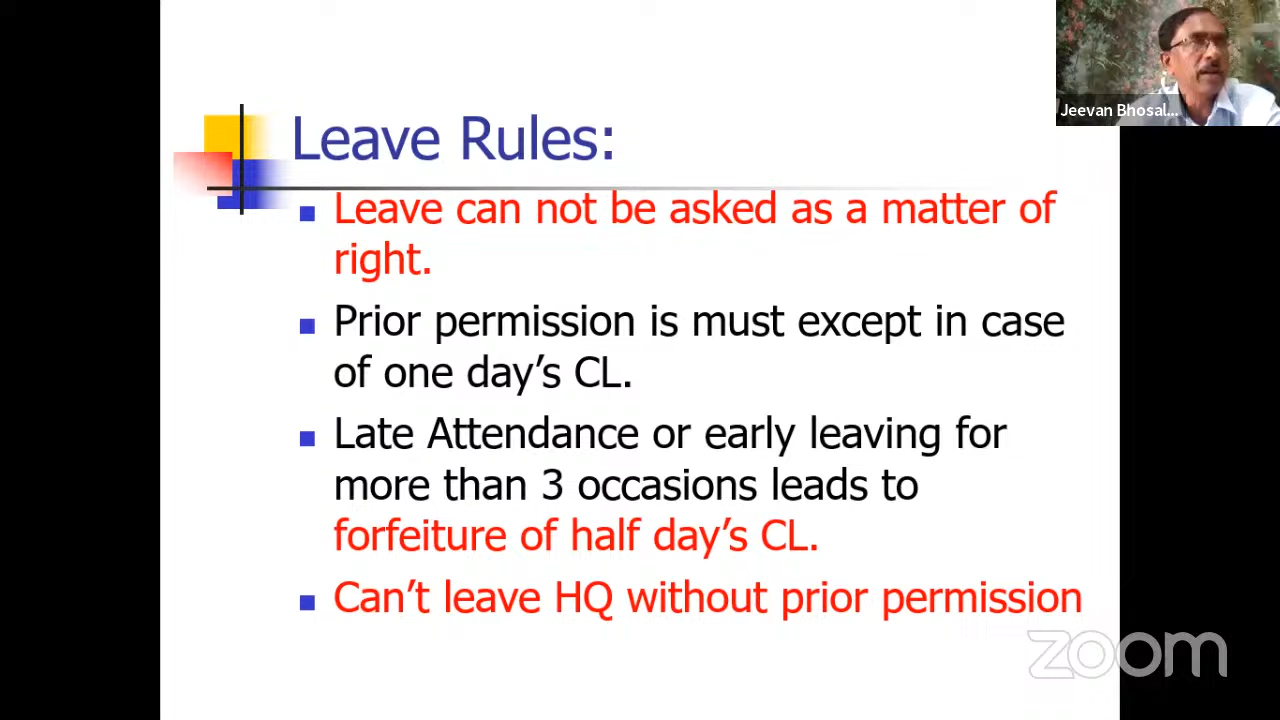 Jeevan Bhosal...
Leave Rules:
Leave can not be asked as a matter of
right.
Prior permission is must except in case
of one day’s CL.
Late Attendance or early leaving for
more than 3 occasions leads to
forfeiture of half day’s CL.
Can’t leave HQ without prior permission
zoom